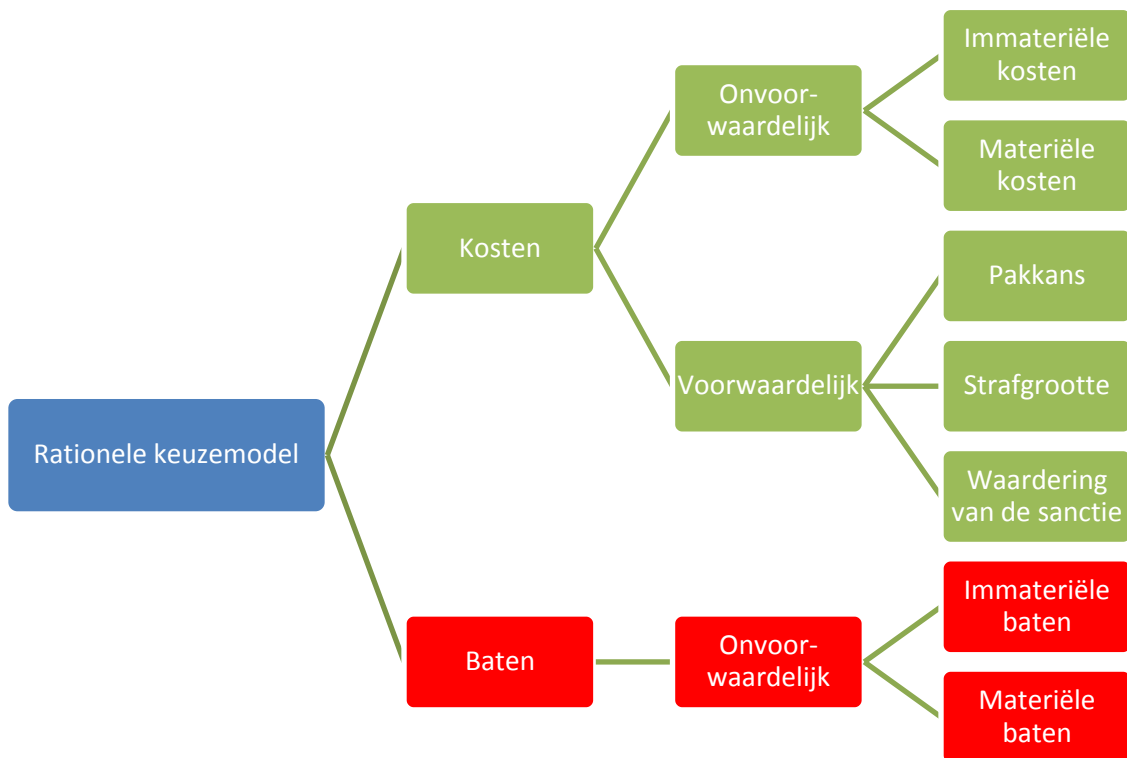 Rationele keuzemodel
Kosten
Onvoor-
waardelijk
Immateriële
kosten
Materiële
kosten
Voorwaardelijk
Pakkans
Strafgrootte
Waardering
van de sanctie
Baten
Onvoor-
waardelijk
Immateriële
baten
Materiële
baten